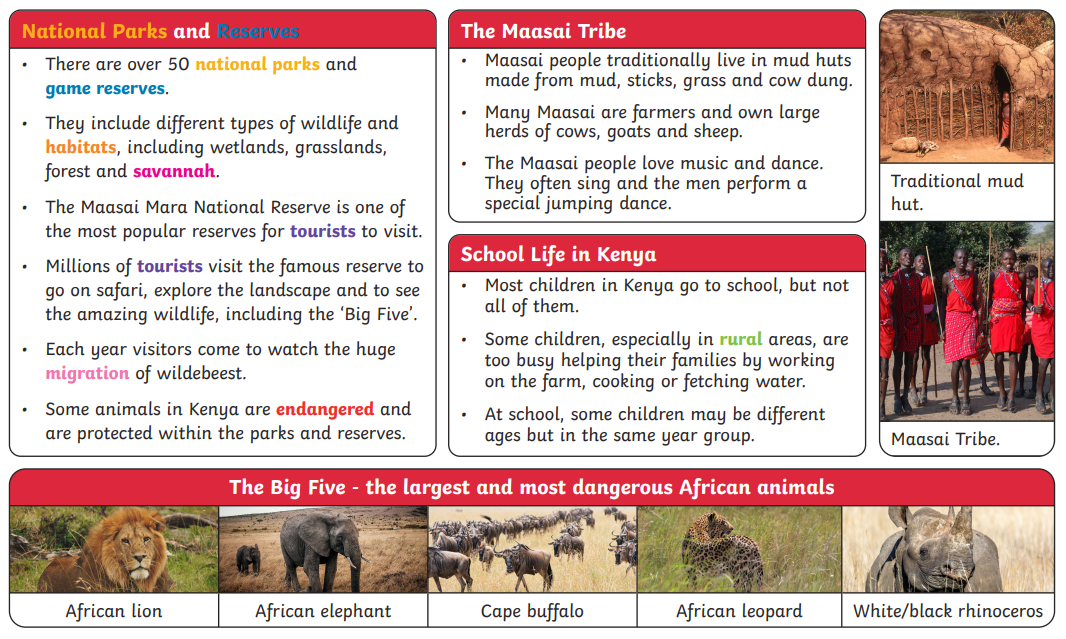 National Parks and Reserves
• There are over 50 national parks and
game reserves.
• They include different types of wildlife and
habitats, including wetlands, grasslands,
forest and savannah.
• The Maasai Mara National Reserve is one of
the most popular reserves for tourists to visit.
• Millions of tourists visit the famous reserve to
go on safari, explore the landscape and to see
the amazing wildlife, including the ‘Big Five’.
• Each year visitors come to watch the huge
migration of wildebeest.
• Some animals in Kenya are endangered and
are protected within the parks and reserves.
The Maasai Tribe
• Maasai people traditionally live in mud huts
made from mud, sticks, grass and cow dung.
• Many Maasai are farmers and own large
herds of cows, goats and sheep.
• The Maasai people love music and dance.
They often sing and the men perform a
special jumping dance.
School Life in Kenya
• Most children in Kenya go to school, but not
all of them.
• Some children, especially in rural areas, are
too busy helping their families by working
on the farm, cooking or fetching water.
• At school, some children may be different
ages but in the same year group.
Traditional mud
hut.
Maasai Tribe.
The Big Five - the largest and most dangerous African animals
African lion
African elephant
Cape buffalo
African leopard
White/black rhinoceros